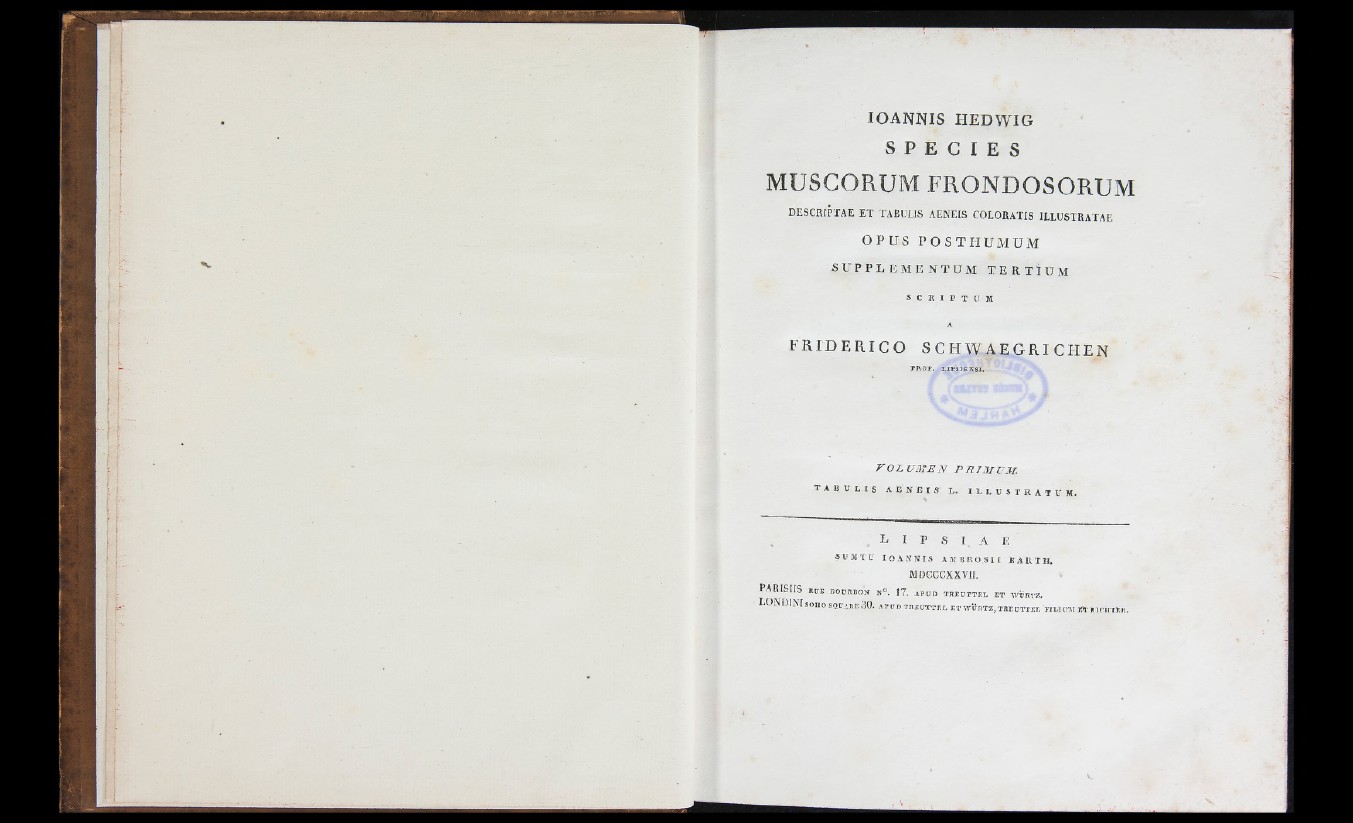 IOANNIS HEDWIG
SPECIES
MUSCORUM FRONDOSORUM
DESCRIPTAE ET TABULIS AENEIS COLORATIS ILLUSTRATAE
OPUS POSTHUMUM
SUPPLEMENTUM TERTIUM
SCRIPTUM
A
FRIDERICO SCHWAEGRICHEN
PROF. LIPSIENSI.
HARLEM
VOLUMEN PRIMUM.
TABULIS AENEIS L. ILLUSTRATUM.
LIPSIAE
SUMTU IOANNIS AMBROSII BARTH.
MDCCCXXVII.
PARISIIS RUE BOURBON N°. 17. APUD TREUTTEL ET WÜRTZ.
LONDINI SOHO SQUARE 30. APUD TREUTTEL ET WÜRTZ, TREUTTEL FILIUM ET RICHTER.